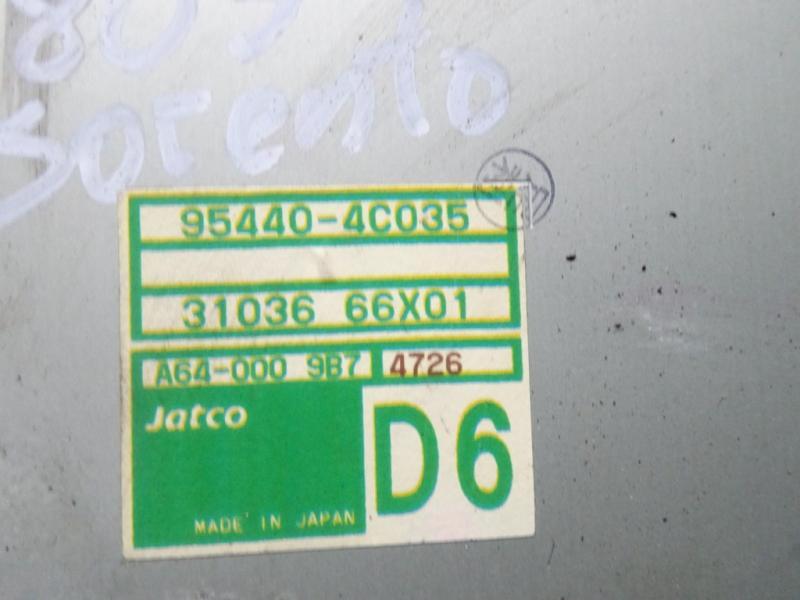 sorento
95440-4C035
31036 66X01
A64-000 9B7 4726
Jatco
D6
MADE IN JAPAN